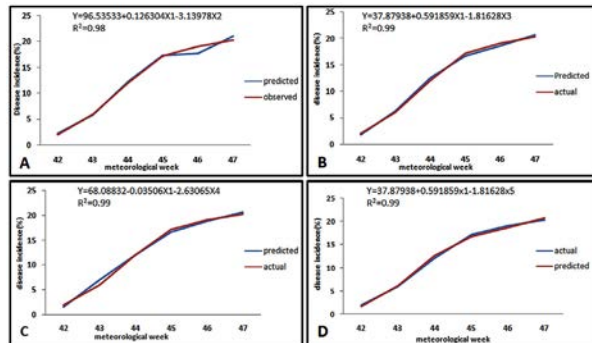 Y=96.53533+0.126304X1-3.13978X2
R²=0.98
Disease incidence(%)
25
20
15
10
5
0
predicted
observed
42 43 44 45 46 47
meteorological week
A
Y=37.87938+0.591859X1-1.81628X3
R²=0.99
disease incidence(%)
25
20
15
10
5
0
Predicted
actual
42 43 44 45 46 47
meteorological week
B
Y=68.08832-0.03506X1-2.63065X4
R²=0.99
disease incidence(%)
25
20
15
10
5
0
predicted
actual
42 43 44 45 46 47
meteorological week
C
Y=37.87938+0.591859x1-1.81628x5
R²=0.99
disease incidence(%)
25
20
15
10
5
0
actual
predicted
42 43 44 45 46 47
meteorological week
D